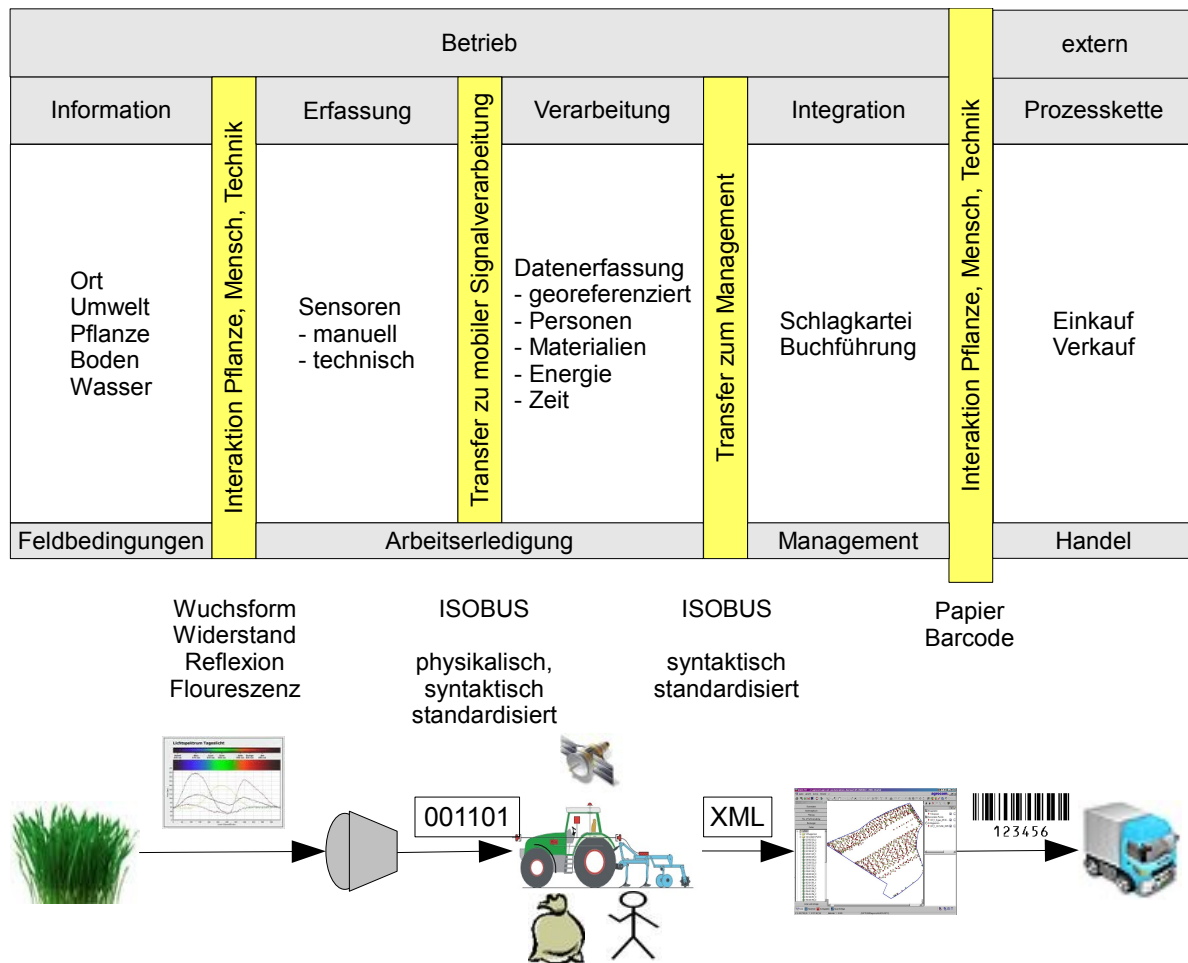 Betrieb
extern
Information
Erfassung
Verarbeitung
Integration
Prozesskette
Interaktion Pflanze, Mensch, Technik
Transfer zu mobiler Signalverarbeitung
Transfer zum Management
Interaktion Pflanze, Mensch, Technik
Ort
Umwelt
Pflanze
Boden
Wasser
Sensoren
- manuell
- technisch
Datenerfassung
- georeferenziert
- Personen
- Materialien
- Energie
- Zeit
Schlagkartei
Buchführung
Einkauf
Verkauf
Feldbedingungen
Arbeitserledigung
Management
Handel
Wuchsform
Widerstand
Reflexion
Floureszenz
ISOBUS
physikalisch,
syntaktisch
standardisiert
ISOBUS
syntaktisch
standardisiert
Papier
Barcode
Lichtspektrum Tageslicht
001101
XML
123456